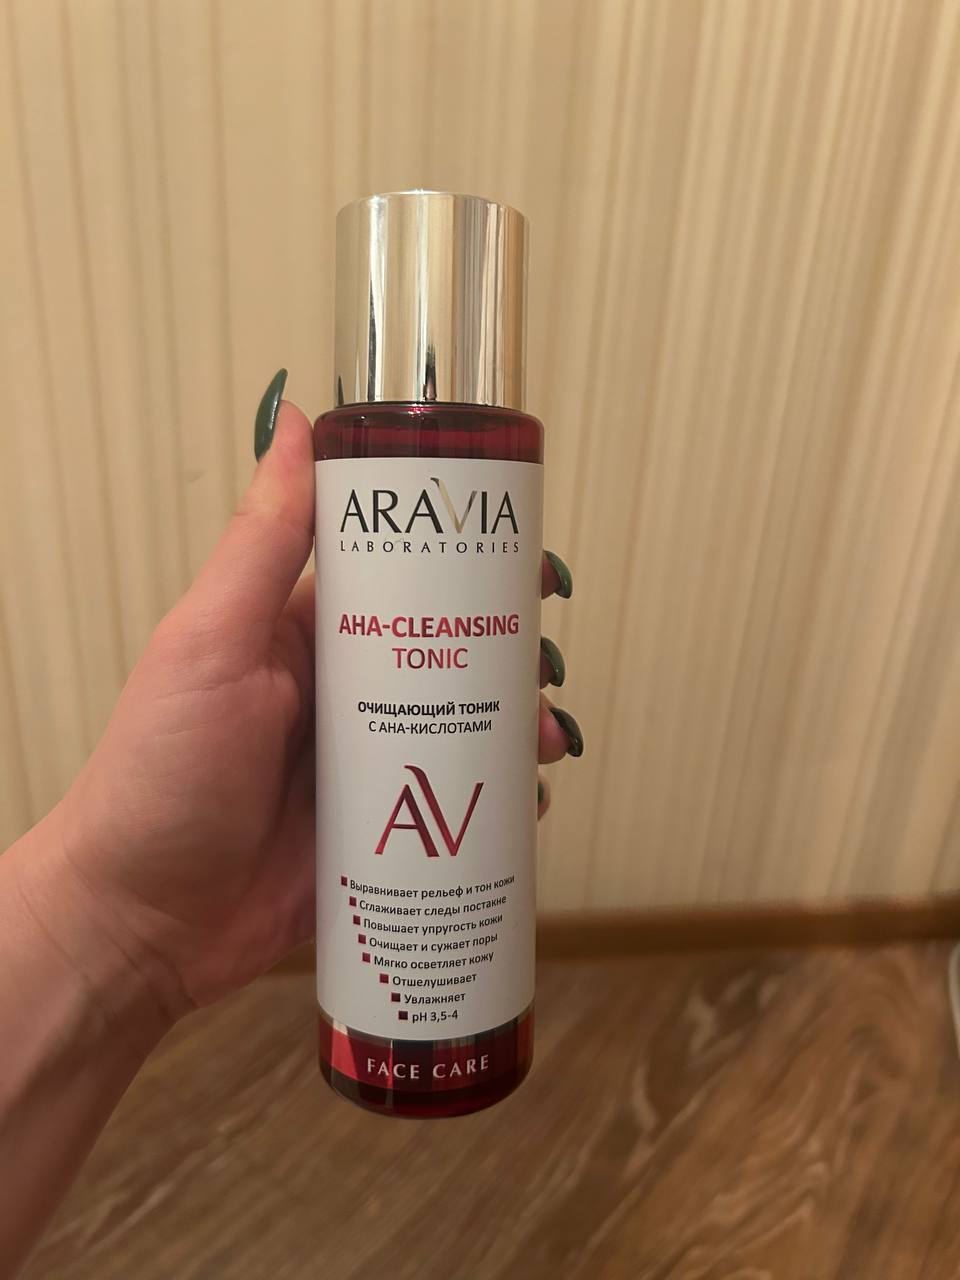 ARAVIA
LABORATORIES
AHA-CLEANSING
TONIC
ОЧИЩАЮЩИЙ ТОНИК
С АНА-КИСЛОТАМИ
AV
Выравнивает рельеф и тон кожи
Сглаживает следы постакне
Повышает упругость кожи
Очищает и сужает поры
Мягко осветляет кожу
Отшелушивает
Увлажняет
pH 3,5-4
FACE CARE